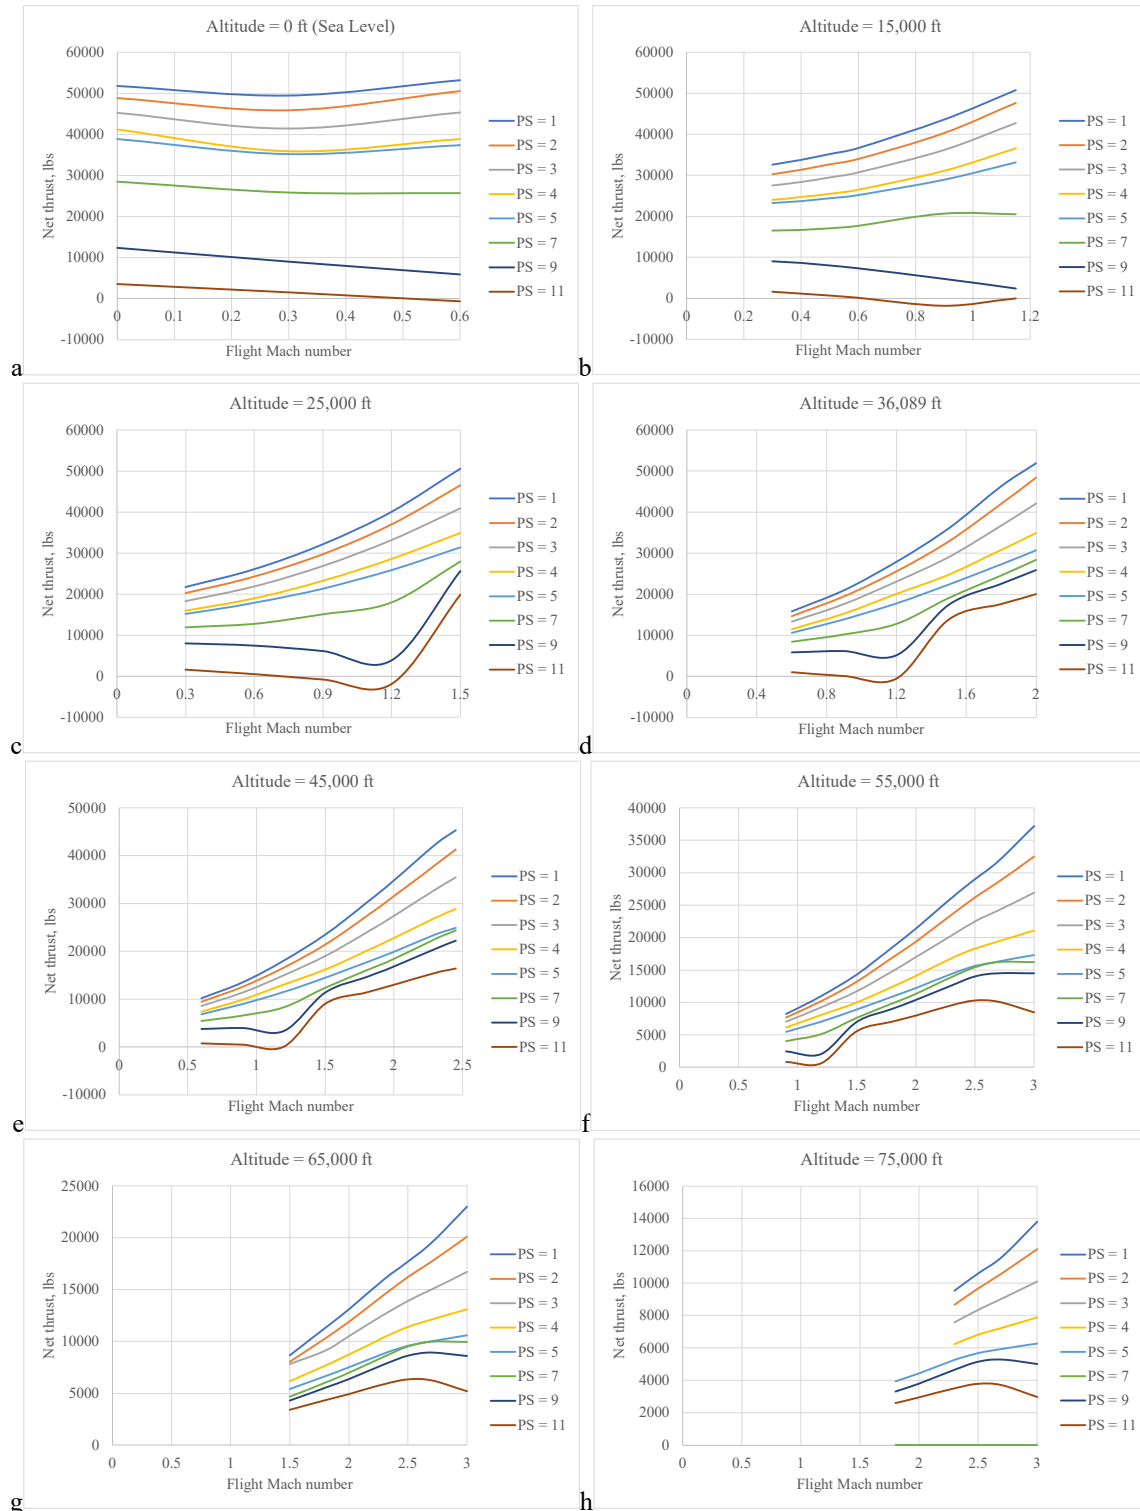 Altitude = 0 ft (Sea Level)
60000
50000
40000
30000
20000
10000
0
-10000
0
0.1
0.2
0.3
0.4
0.5
0.6
Net thrust, lbs
Flight Mach number
PS = 1
PS = 2
PS = 3
PS = 4
PS = 5
PS = 7
PS = 9
PS = 11
a
Altitude = 15,000 ft
60000
50000
40000
30000
20000
10000
0
-10000
0
0.2
0.4
0.6
0.8
1
1.2
Net thrust, lbs
Flight Mach number
PS = 1
PS = 2
PS = 3
PS = 4
PS = 5
PS = 7
PS = 9
PS = 11
b
Altitude = 25,000 ft
60000
50000
40000
30000
20000
10000
0
-10000
0
0.3
0.6
0.9
1.2
1.5
Net thrust, lbs
Flight Mach number
PS = 1
PS = 2
PS = 3
PS = 4
PS = 5
PS = 7
PS = 9
PS = 11
c
Altitude = 36,089 ft
60000
50000
40000
30000
20000
10000
0
-10000
0
0.4
0.8
1.2
1.6
2
Net thrust, lbs
Flight Mach number
PS = 1
PS = 2
PS = 3
PS = 4
PS = 5
PS = 7
PS = 9
PS = 11
d
Altitude = 45,000 ft
50000
40000
30000
20000
10000
0
-10000
0
0.5
1
1.5
2
2.5
Net thrust, lbs
Flight Mach number
PS = 1
PS = 2
PS = 3
PS = 4
PS = 5
PS = 7
PS = 9
PS = 11
e
Altitude = 55,000 ft
40000
35000
30000
25000
20000
15000
10000
5000
0
0
0.5
1
1.5
2
2.5
3
Net thrust, lbs
Flight Mach number
PS = 1
PS = 2
PS = 3
PS = 4
PS = 5
PS = 7
PS = 9
PS = 11
f
Altitude = 65,000 ft
25000
20000
15000
10000
5000
0
0
0.5
1
1.5
2
2.5
3
Net thrust, lbs
Flight Mach number
PS = 1
PS = 2
PS = 3
PS = 4
PS = 5
PS = 7
PS = 9
PS = 11
g
Altitude = 75,000 ft
16000
14000
12000
10000
8000
6000
4000
2000
0
0
0.5
1
1.5
2
2.5
3
Net thrust, lbs
Flight Mach number
PS = 1
PS = 2
PS = 3
PS = 4
PS = 5
PS = 7
PS = 9
PS = 11
h